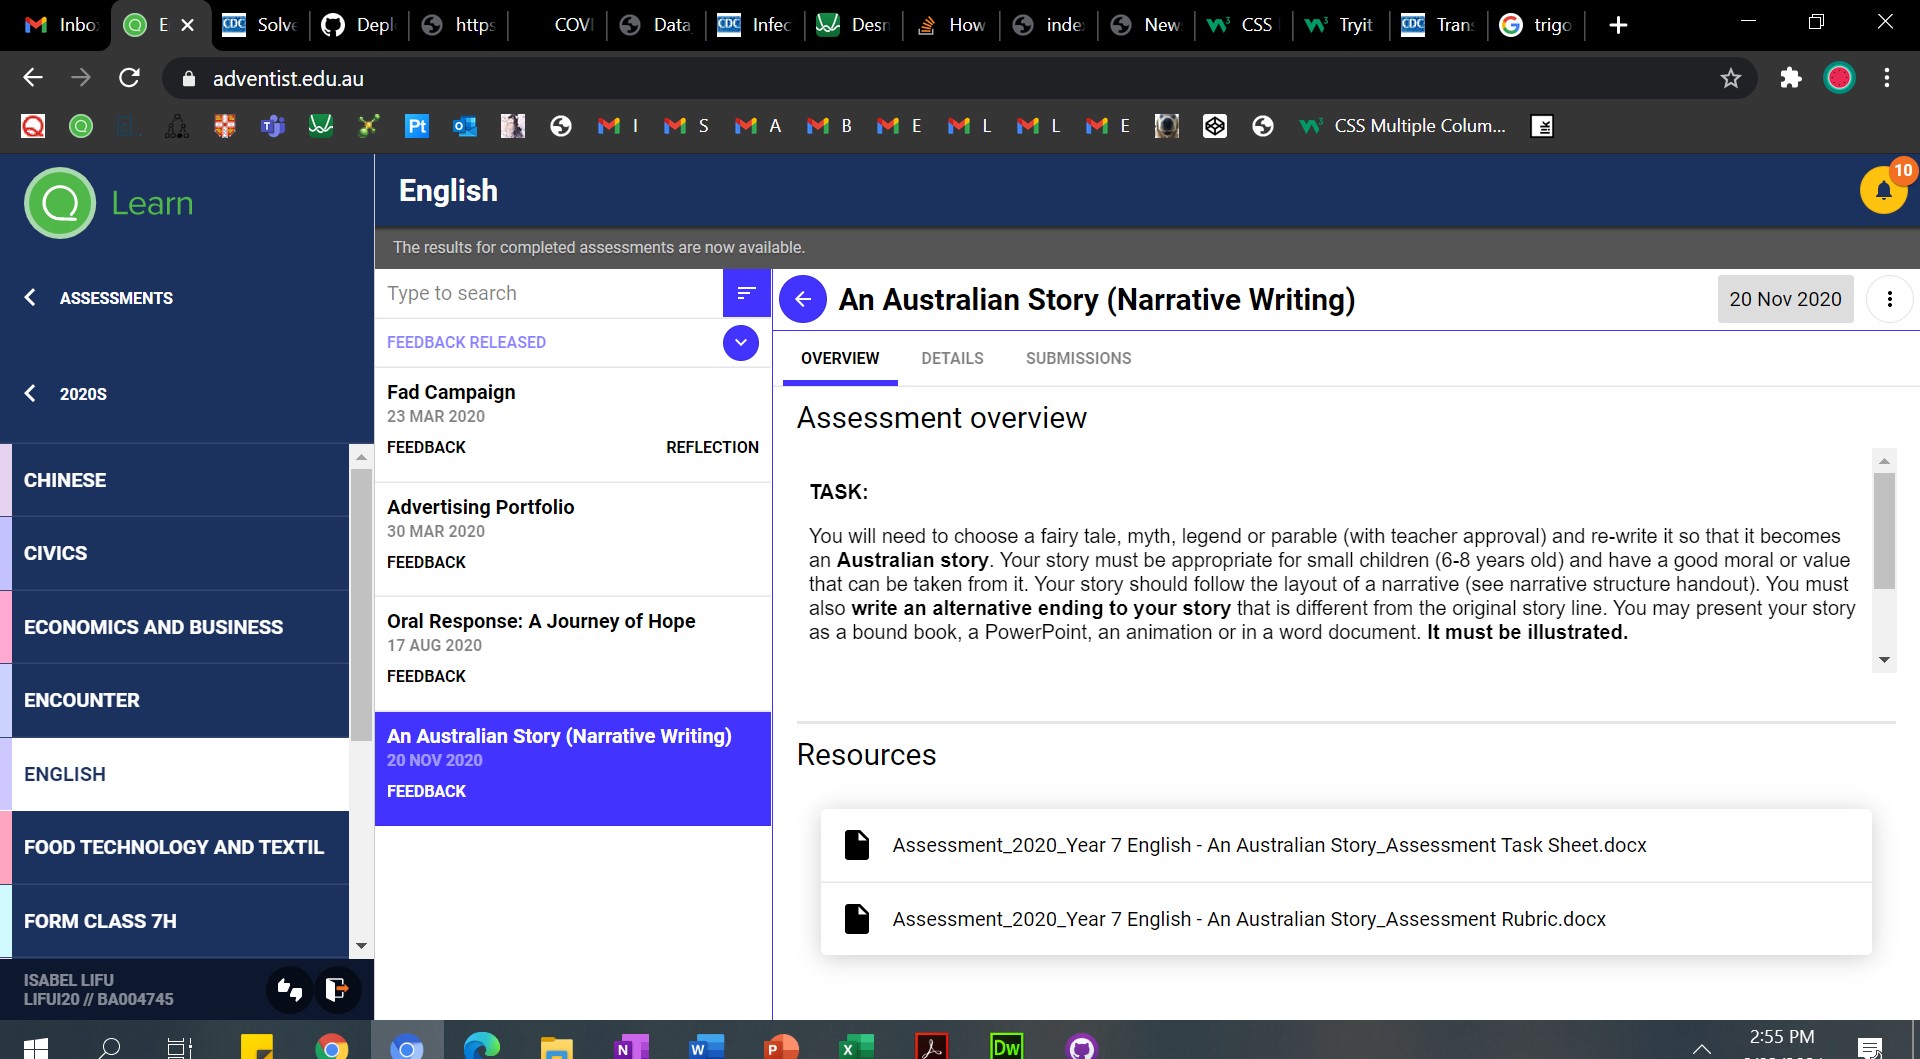 Inbo
E
Solve
Depl
https
COVI
Data
Infec
Desn
How
inde
New
CSS
Tryit
Tran
trigo
adventist.edu.au
I
S
A
B
E
L
L
E
CSS Multiple Colum...
Learn
English
10
The results for completed assessments are now available.
ASSESSMENTS
2020S
CHINESE
CIVICS
ECONOMICS AND BUSINESS
ENCOUNTER
ENGLISH
FOOD TECHNOLOGY AND TEXTIL
FORM CLASS 7H
ISABEL LIFU
LIFUI20 // BA004745
Type to search
FEEDBACK RELEASED
Fad Campaign
23 MAR 2020
FEEDBACK REFLECTION
Advertising Portfolio
30 MAR 2020
FEEDBACK
Oral Response: A Journey of Hope
17 AUG 2020
FEEDBACK
An Australian Story (Narrative Writing)
20 NOV 2020
FEEDBACK
An Australian Story (Narrative Writing)
20 Nov 2020
OVERVIEW DETAILS SUBMISSIONS
Assessment overview
TASK:
You will need to choose a fairy tale, myth, legend or parable (with teacher approval) and re-write it so that it becomes
an Australian story. Your story must be appropriate for small children (6-8 years old) and have a good moral or value
that can be taken from it. Your story should follow the layout of a narrative (see narrative structure handout). You must
also write an alternative ending to your story that is different from the original story line. You may present your story
as a bound book, a PowerPoint, an animation or in a word document. It must be illustrated.
Resources
Assessment_2020_Year 7 English - An Australian Story_Assessment Task Sheet.docx
Assessment_2020_Year 7 English - An Australian Story_Assessment Rubric.docx
2:55 PM